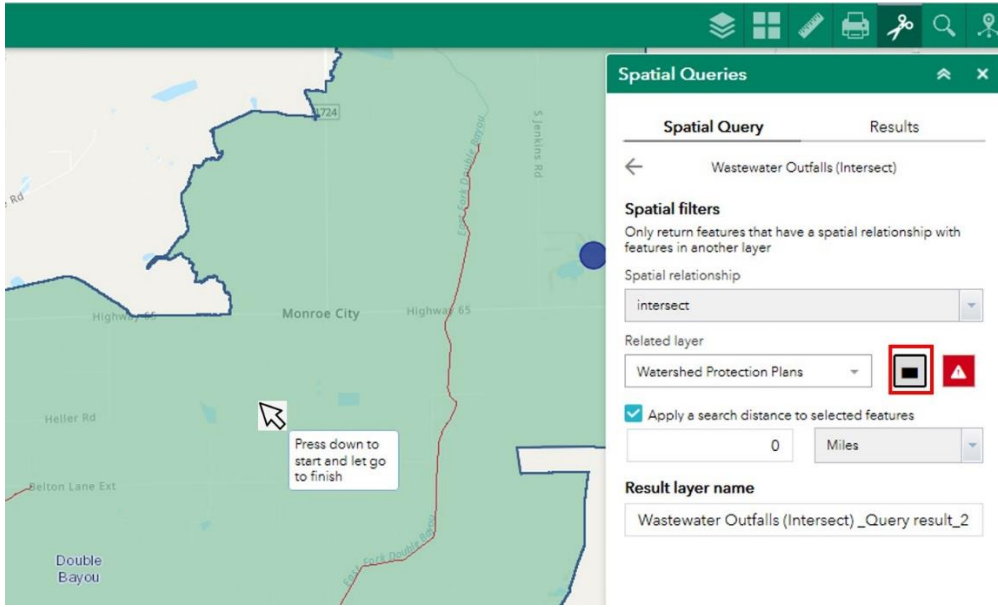 Spatial Queries
1724
S Jenkins Rd
East Fork Double Bayou
Rd
Highway 65
Monroe City
Highway 65
Heller Rd
Press down to
start and let go
to finish
Belton Lane Ext
East Fork Double Bayou
Double
Bayou
Spatial Query
Results
Wastewater Outfalls (Intersect)
Spatial filters
Only return features that have a spatial relationship with
features in another layer
Spatial relationship
intersect
Related layer
Watershed Protection Plans
Apply a search distance to selected features
0
Miles
Result layer name
Wastewater Outfalls (Intersect) _Query result_2